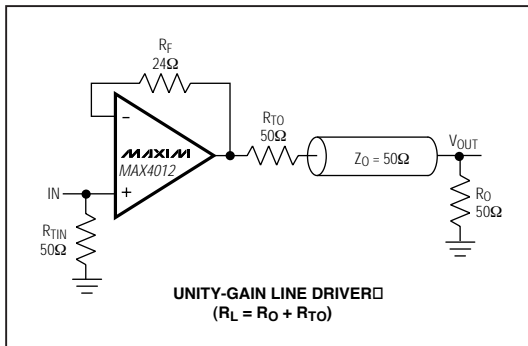 RF
24Ω
RTO
50Ω
MAXIM
MAX4012
ZO = 50Ω
VOUT
IN
RTIN
50Ω
RO
50Ω
−
+
UNITY-GAIN LINE DRIVER□
(RL = RO + RTO)